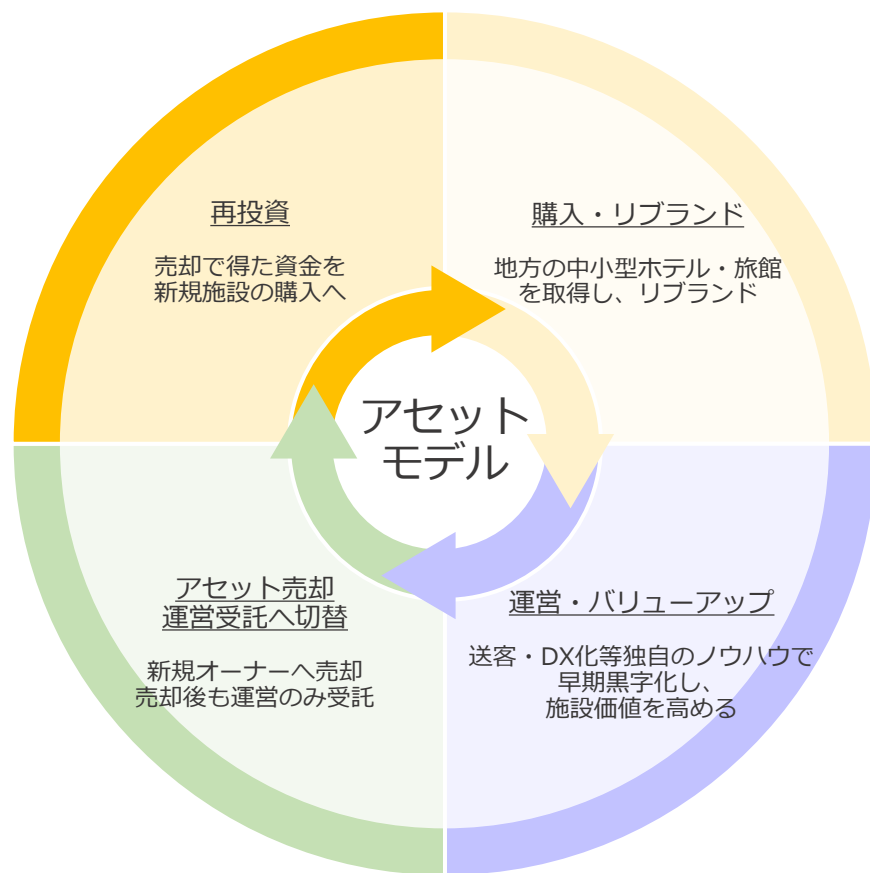 再投資
売却で得た資金を
新規施設の購入へ
購入・リブランド
地方の中小型ホテル・旅館
を取得し、リブランド
アセット
モデル
アセット売却
運営受託へ切替
新規オーナーへ売却
売却後も運営のみ受託
運営・バリューアップ
送客・DX化等独自のノウハウで
早期黒字化し、
施設価値を高める